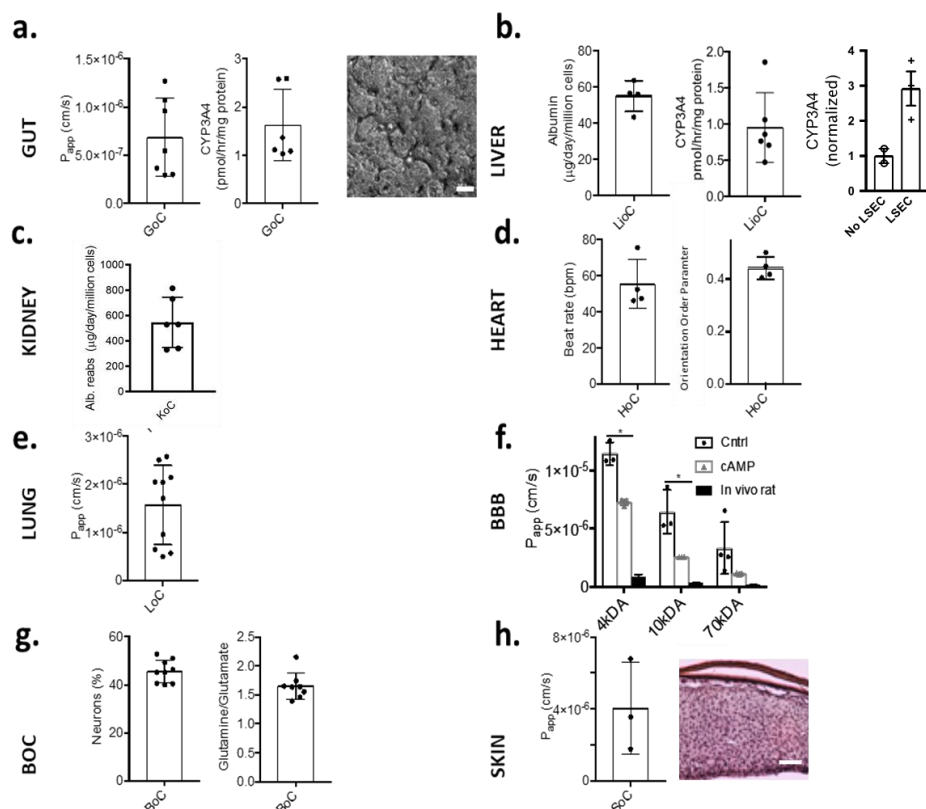 a.
GUT
1.5×10⁻⁶
1.0×10⁻⁶
5.0×10⁻⁷
0.0
Papp (cm/s)
GoC
3
2
1
0
CYP3A4
(pmol/hr/mg protein)
GoC
b.
LIVER
80
60
40
20
0
Albumin
(µg/day/million cells)
LioC
2.0
1.5
1.0
0.5
0.0
CYP3A4
pmol/hr/mg protein)
LioC
4
3
2
1
0
CYP3A4
(normalized)
No LSEC
LSEC
c.
KIDNEY
1000
800
600
400
200
0
Alb. reabs (µg/day/million cells)
KoC
d.
HEART
80
60
40
20
0
Beat rate (bpm)
HoC
0.4
0.2
0.0
Orientation Order Paramter
HoC
e.
LUNG
3×10⁻⁶
2×10⁻⁶
1×10⁻⁶
0
Papp (cm/s)
LoC
f.
BBB
1×10⁻⁵
5×10⁻⁶
0
Papp (cm/s)
*
*
Cntrl
cAMP
In vivo rat
4kDA
10kDA
70kDA
g.
BOC
60
40
20
0
Neurons (%)
BoC
2.5
2.0
1.5
1.0
0.5
0.0
Glutamine/Glutamate
BoC
h.
SKIN
8×10⁻⁶
4×10⁻⁶
0
Papp (cm/s)
SoC